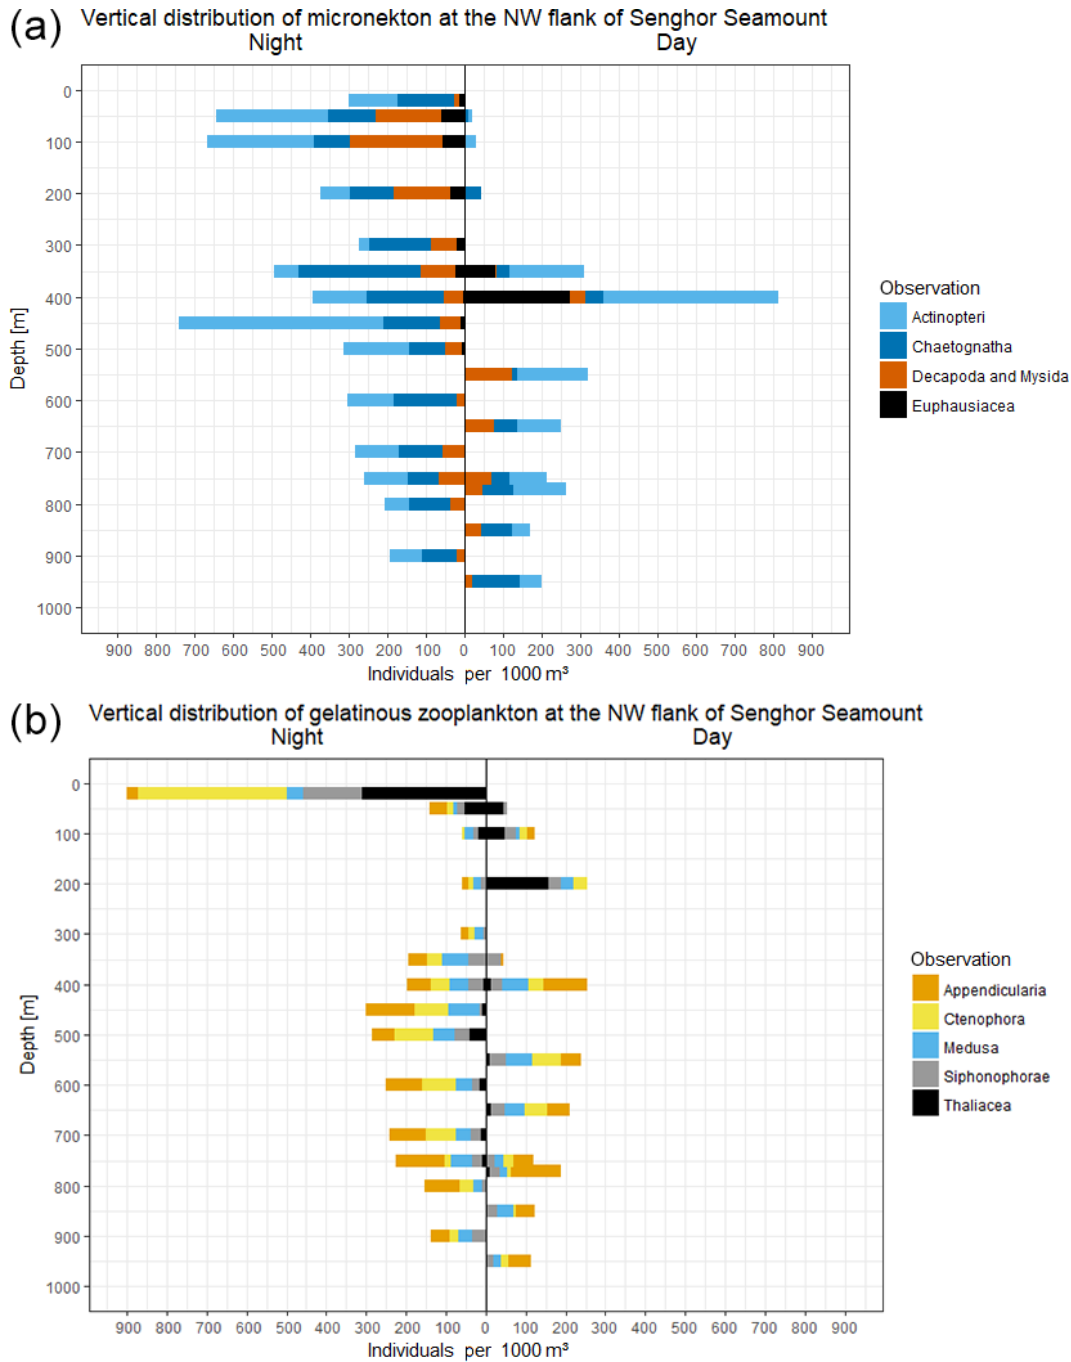 (a) Vertical distribution of micronekton at the NW flank of Senghor Seamount
Night Day
0
100
200
300
400
500
600
700
800
900
1000
Depth [m]
900 800 700 600 500 400 300 200 100 0 100 200 300 400 500 600 700 800 900
Individuals per 1000 m³
Observation
Actinopteri
Chaetognatha
Decapoda and Mysida
Euphausiacea
(b) Vertical distribution of gelatinous zooplankton at the NW flank of Senghor Seamount
Night Day
0
100
200
300
400
500
600
700
800
900
1000
Depth [m]
900 800 700 600 500 400 300 200 100 0 100 200 300 400 500 600 700 800 900
Individuals per 1000 m³
Observation
Appendicularia
Ctenophora
Medusa
Siphonophorae
Thaliacea